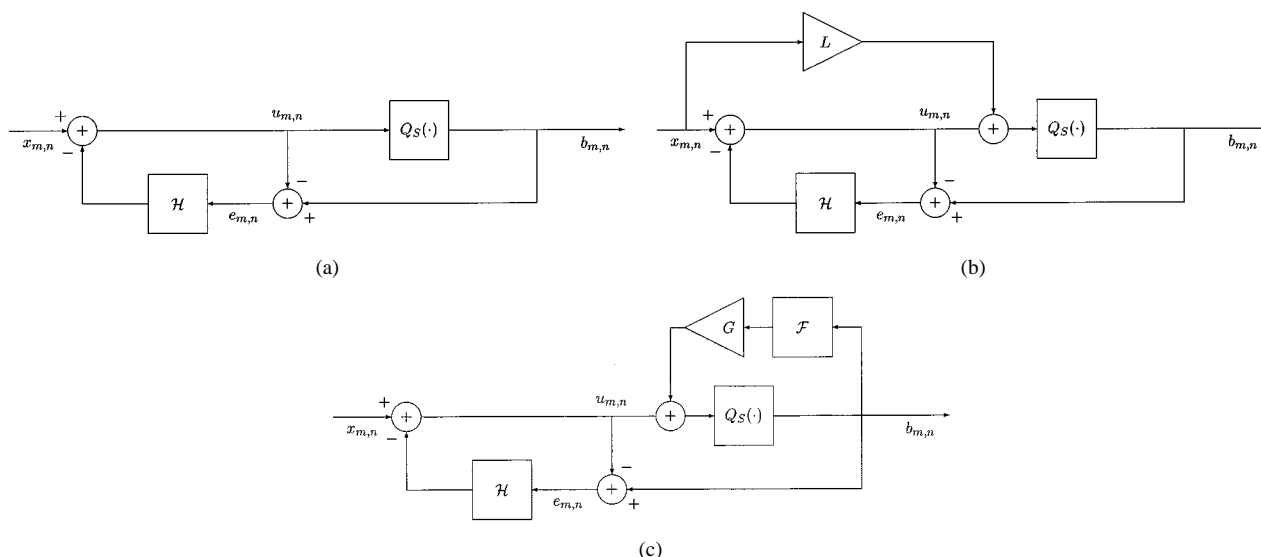 L
+
+
u_{m,n}
Q_S(·)
x_{m,n}
−
b_{m,n}
−
H
+
e_{m,n}
+
(a)
L
+
+
u_{m,n}
+
Q_S(·)
x_{m,n}
−
b_{m,n}
−
H
+
e_{m,n}
+
(b)
G
F
+
+
u_{m,n}
+
Q_S(·)
x_{m,n}
−
b_{m,n}
−
H
+
e_{m,n}
+
(c)